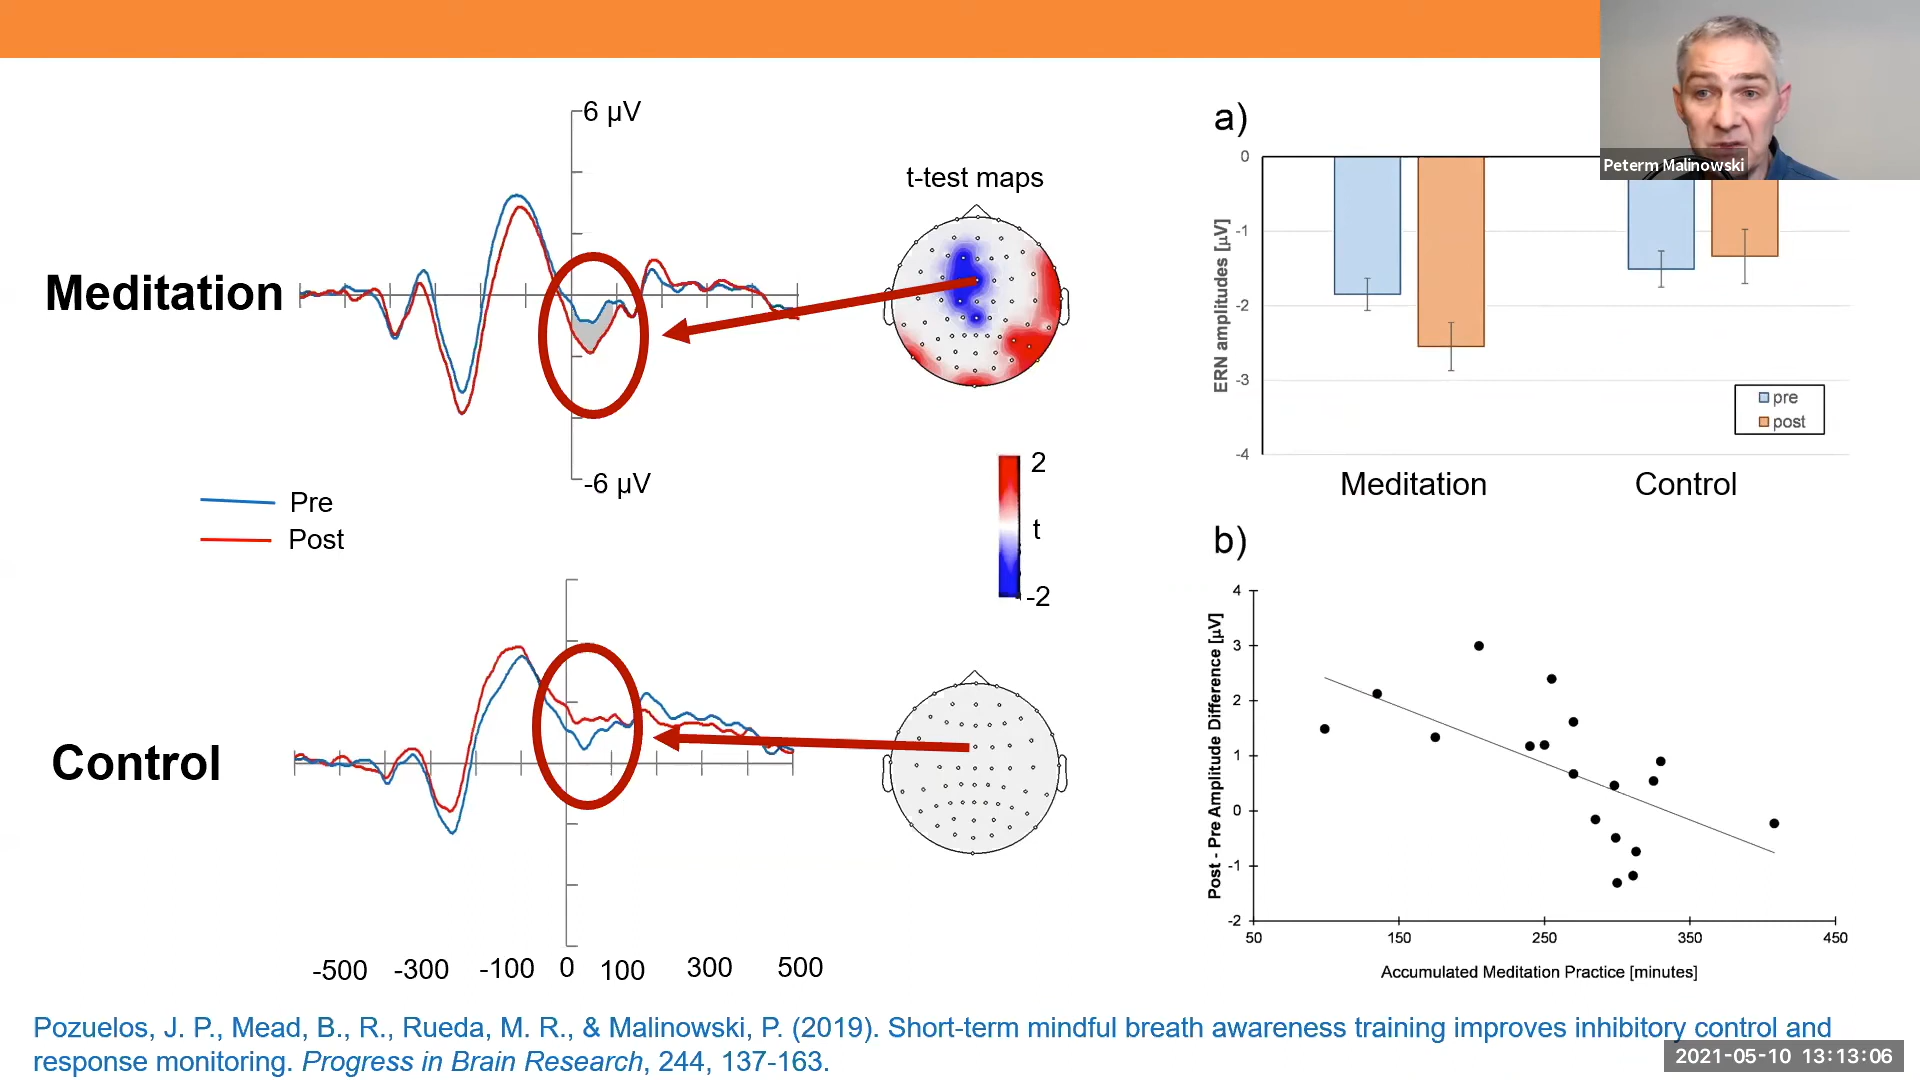 6 µV
t-test maps
Meditation
-6 µV
Pre
Post
2
t
-2
Control
-500 -300 -100 0 100 300 500
a)
0
-1
-2
-3
-4
ERN amplitudes [µV]
pre
post
Meditation Control
b)
4
3
2
1
0
-1
-2
Post - Pre Amplitude Difference [µV]
50 150 250 350 450
Accumulated Meditation Practice [minutes]
Peterm Malinowski
Pozuelos, J. P., Mead, B., R., Rueda, M. R., & Malinowski, P. (2019). Short-term mindful breath awareness training improves inhibitory control and
response monitoring. Progress in Brain Research, 244, 137-163.
2021-05-10 13:13:06